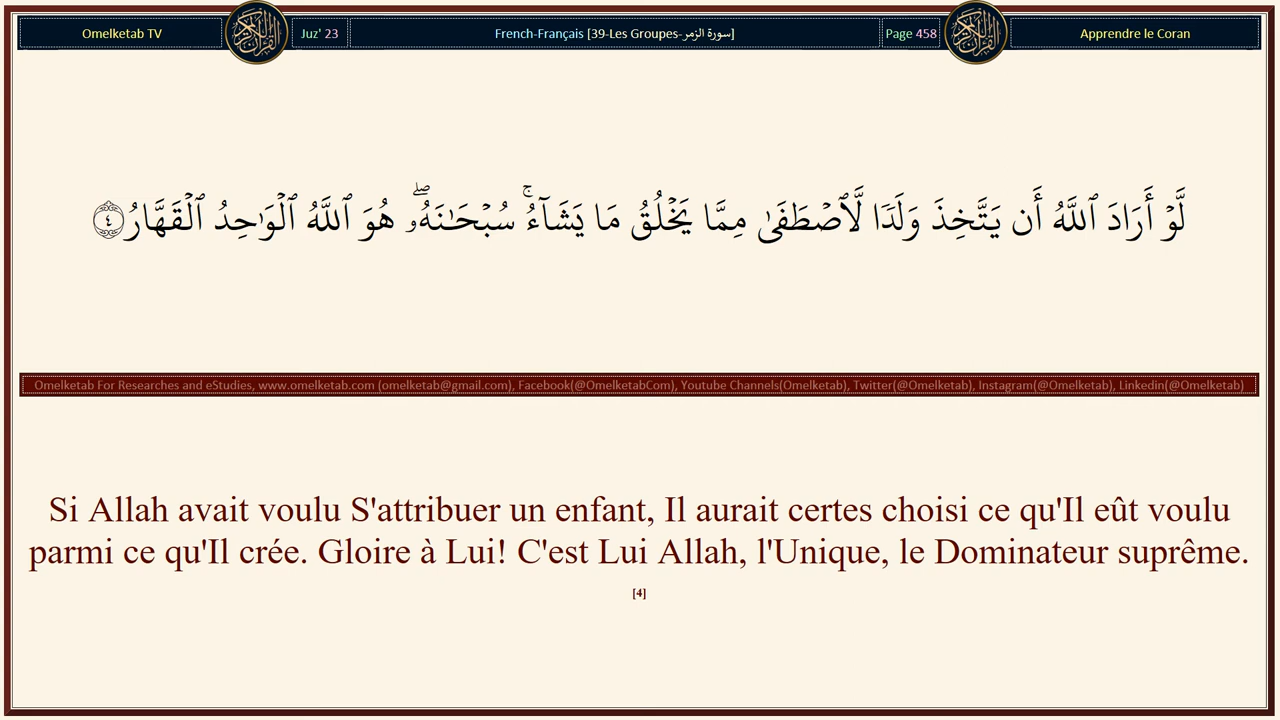 Omelketab TV
Juz' 23
French-Français [39-Les Groupes-سورة الزمر]
Page 458
Apprendre le Coran
لَّوْ أَرَادَ ٱللَّهُ أَن يَتَّخِذَ وَلَدًا لَّٱصْطَفَىٰ مِمَّا يَخْلُقُ مَا يَشَآءُ ۚ سُبْحَـٰنَهُۥ ۖ هُوَ ٱللَّهُ ٱلْوَٰحِدُ ٱلْقَهَّارُ ٤
Omelketab For Researches and eStudies, www.omelketab.com (omelketab@gmail.com), Facebook(@OmelketabCom), Youtube Channels(Omelketab), Twitter(@Omelketab), Instagram(@Omelketab), Linkedin(@Omelketab)
Si Allah avait voulu S'attribuer un enfant, Il aurait certes choisi ce qu'Il eût voulu
parmi ce qu'Il crée. Gloire à Lui! C'est Lui Allah, l'Unique, le Dominateur suprême.
[4]